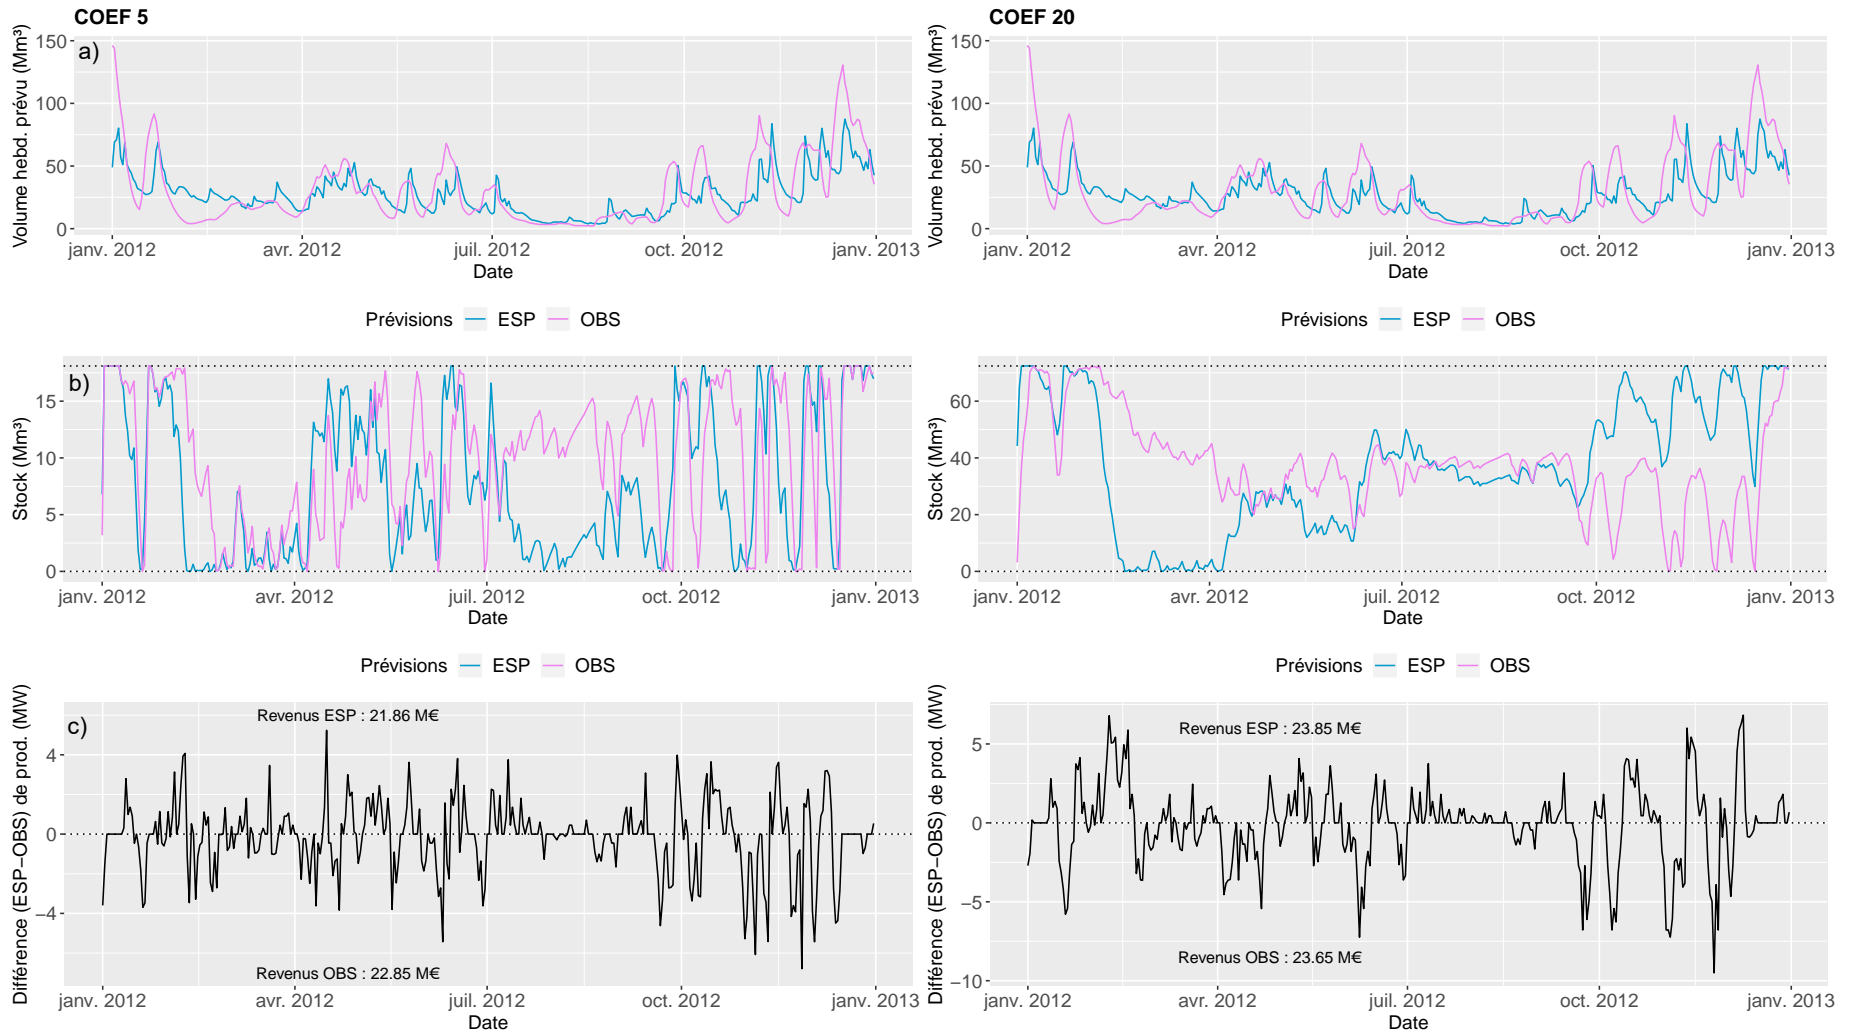 COEF 5
COEF 20
a)
Volume hebd. prévu (Mm³)
150
100
50
0
janv. 2012 avr. 2012 juil. 2012 oct. 2012 janv. 2013
Date
Prévisions ESP OBS
Volume hebd. prévu (Mm³)
150
100
50
0
janv. 2012 avr. 2012 juil. 2012 oct. 2012 janv. 2013
Date
Prévisions ESP OBS
b)
Stock (Mm³)
15
10
5
0
janv. 2012 avr. 2012 juil. 2012 oct. 2012 janv. 2013
Date
Prévisions ESP OBS
Stock (Mm³)
60
40
20
0
janv. 2012 avr. 2012 juil. 2012 oct. 2012 janv. 2013
Date
Prévisions ESP OBS
c)
Différence (ESP−OBS) de prod. (MW)
Revenus ESP : 21.86 M€
4
0
−4
Revenus OBS : 22.85 M€
janv. 2012 avr. 2012 juil. 2012 oct. 2012 janv. 2013
Date
Différence (ESP−OBS) de prod. (MW)
Revenus ESP : 23.85 M€
5
0
−5
Revenus OBS : 23.65 M€
−10
janv. 2012 avr. 2012 juil. 2012 oct. 2012 janv. 2013
Date